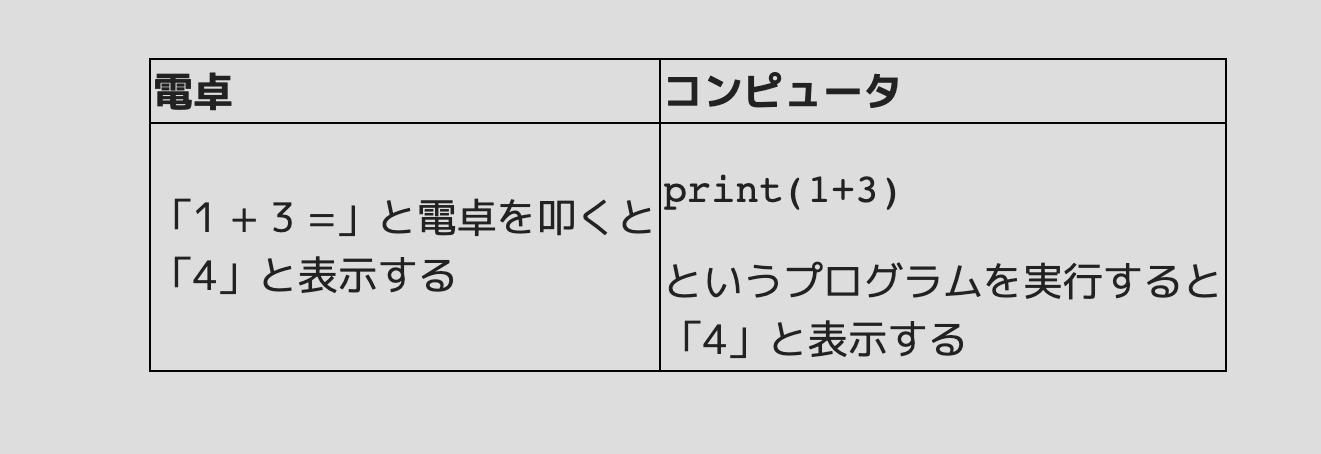 電卓
コンピュータ
「1 + 3 =」と電卓を叩くと
「4」と表示する
print(1+3)
というプログラムを実行すると
「4」と表示する